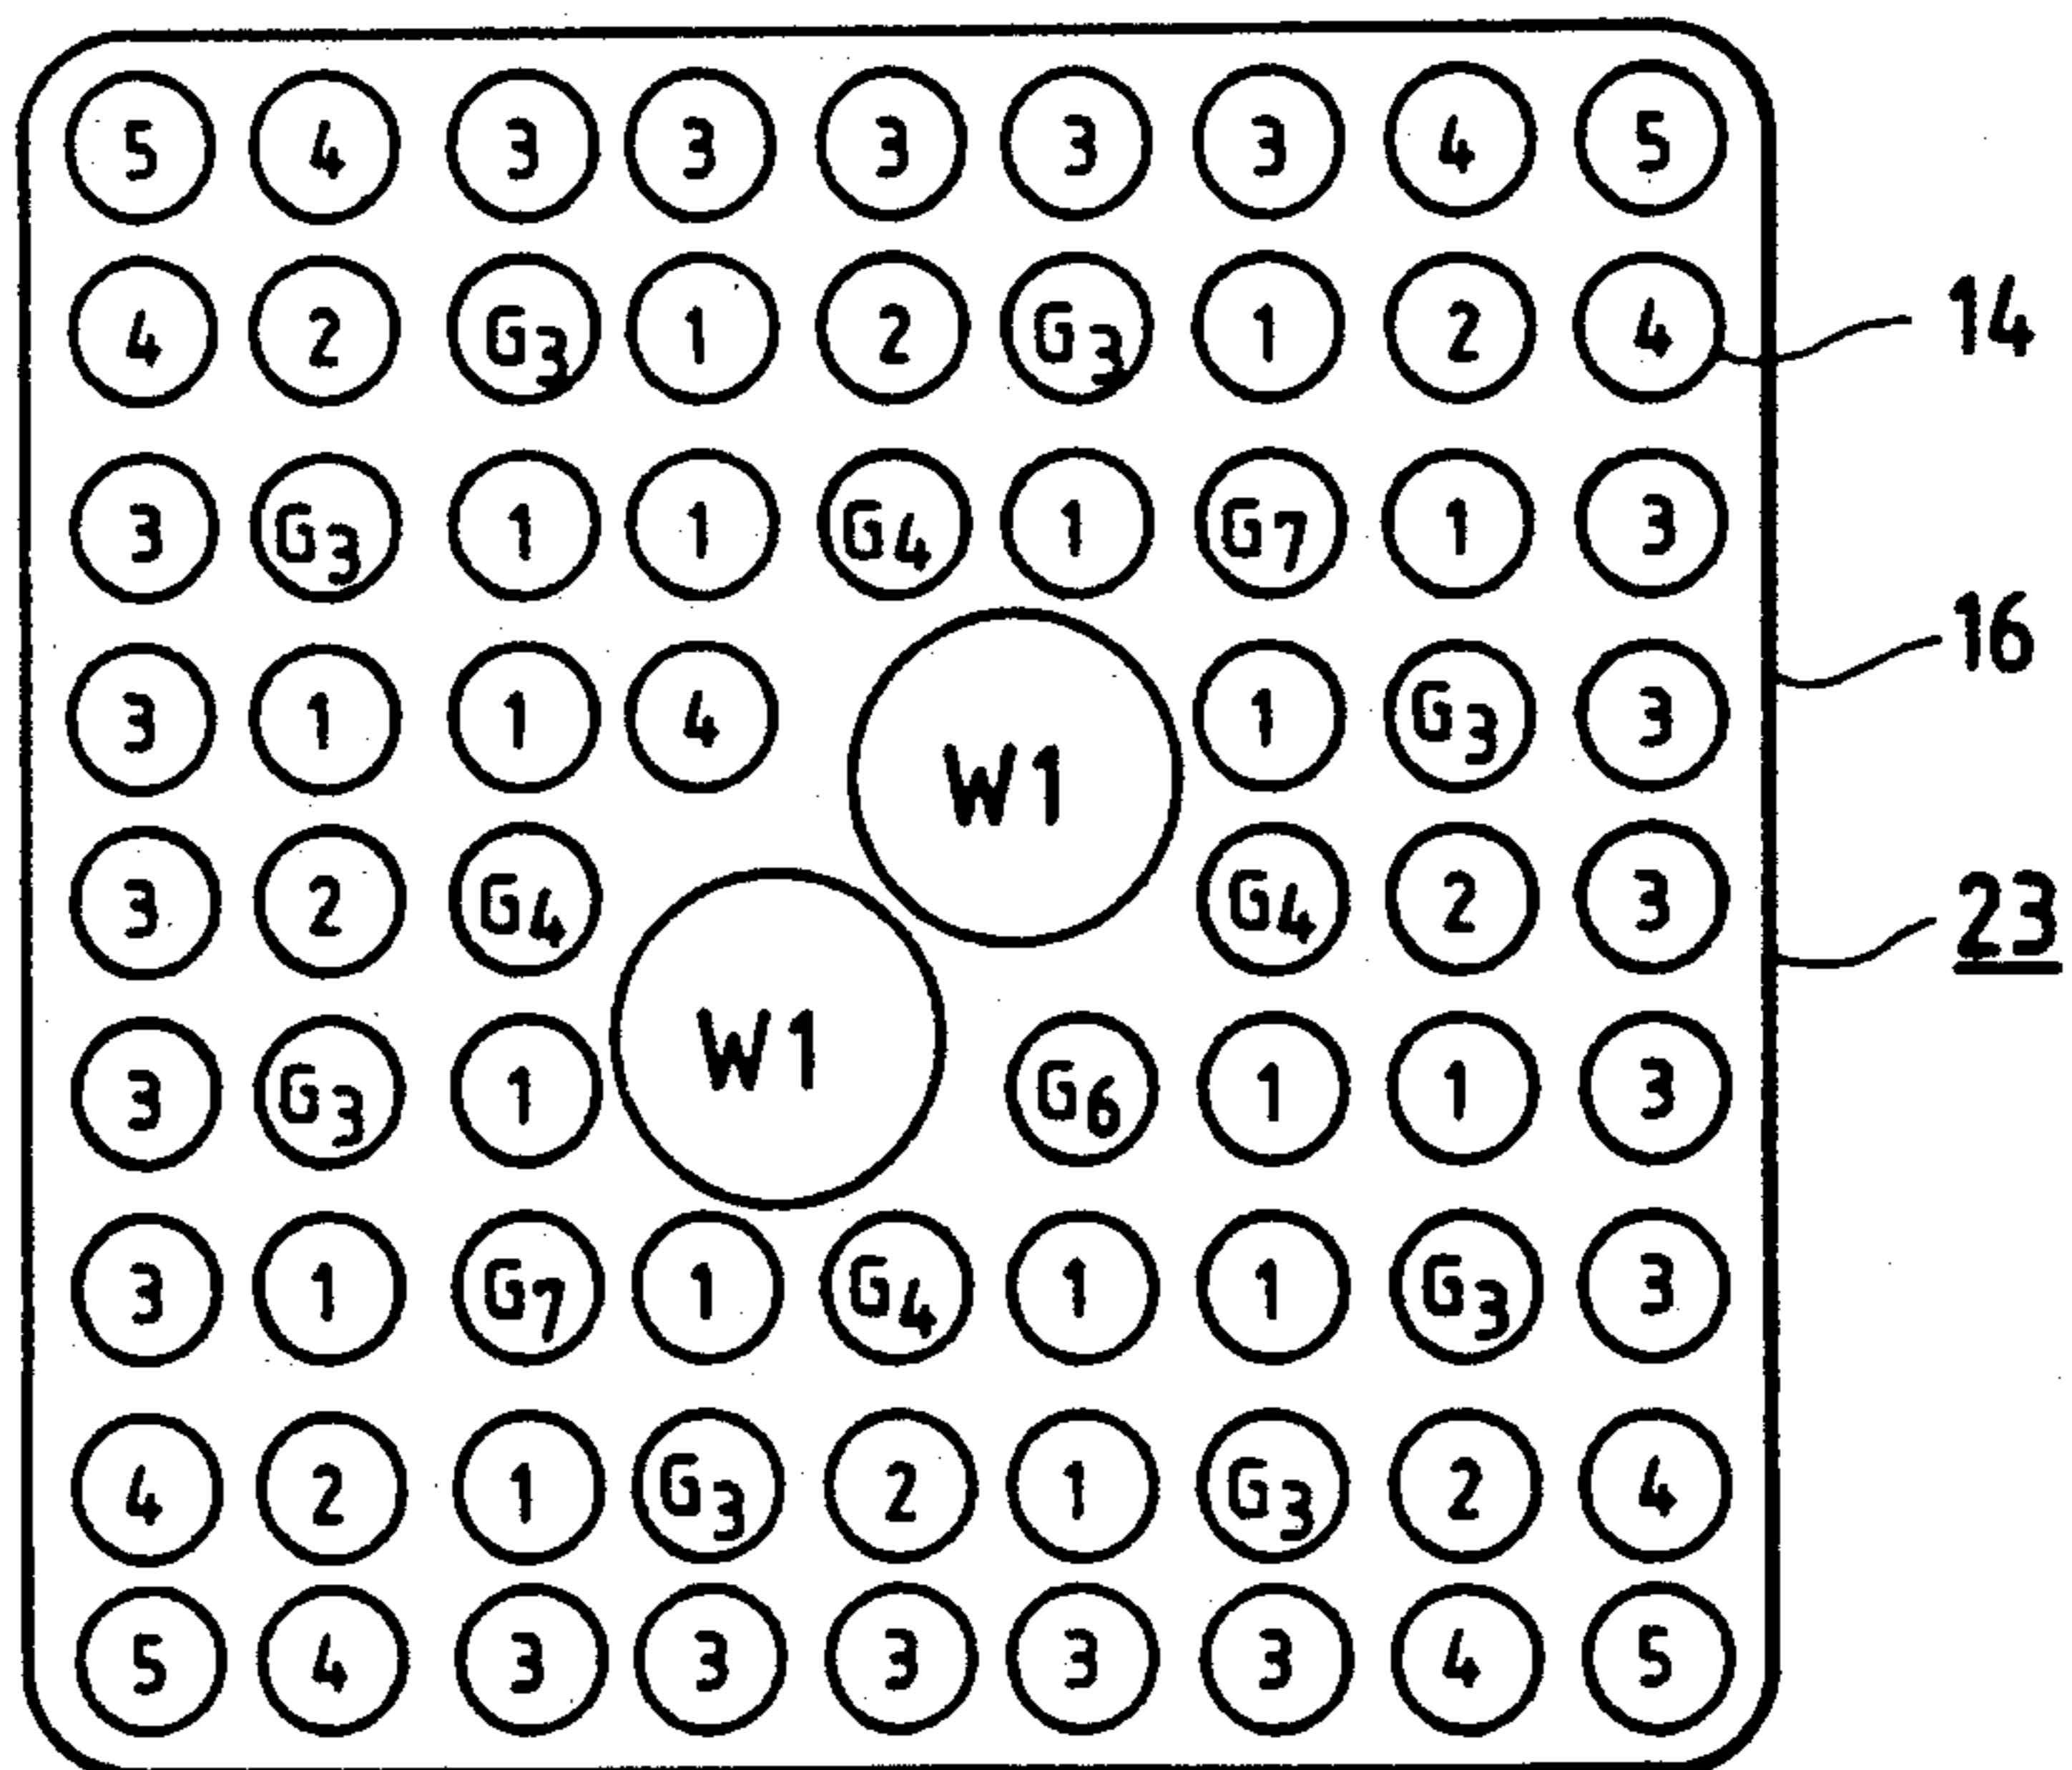 5 4 3 3 3 3 3 4 5
4 2 G3 1 2 G3 1 2 4 14
3 G3 1 1 G4 1 G7 1 3
16
3 1 1 4 W1 1 G3 3
3 2 G4 G4 2 3 23
3 G3 1 W1 G6 1 1 3
3 1 G7 1 G4 1 1 G3 3
4 2 1 G3 2 1 G3 2 4
5 4 3 3 3 3 3 4 5